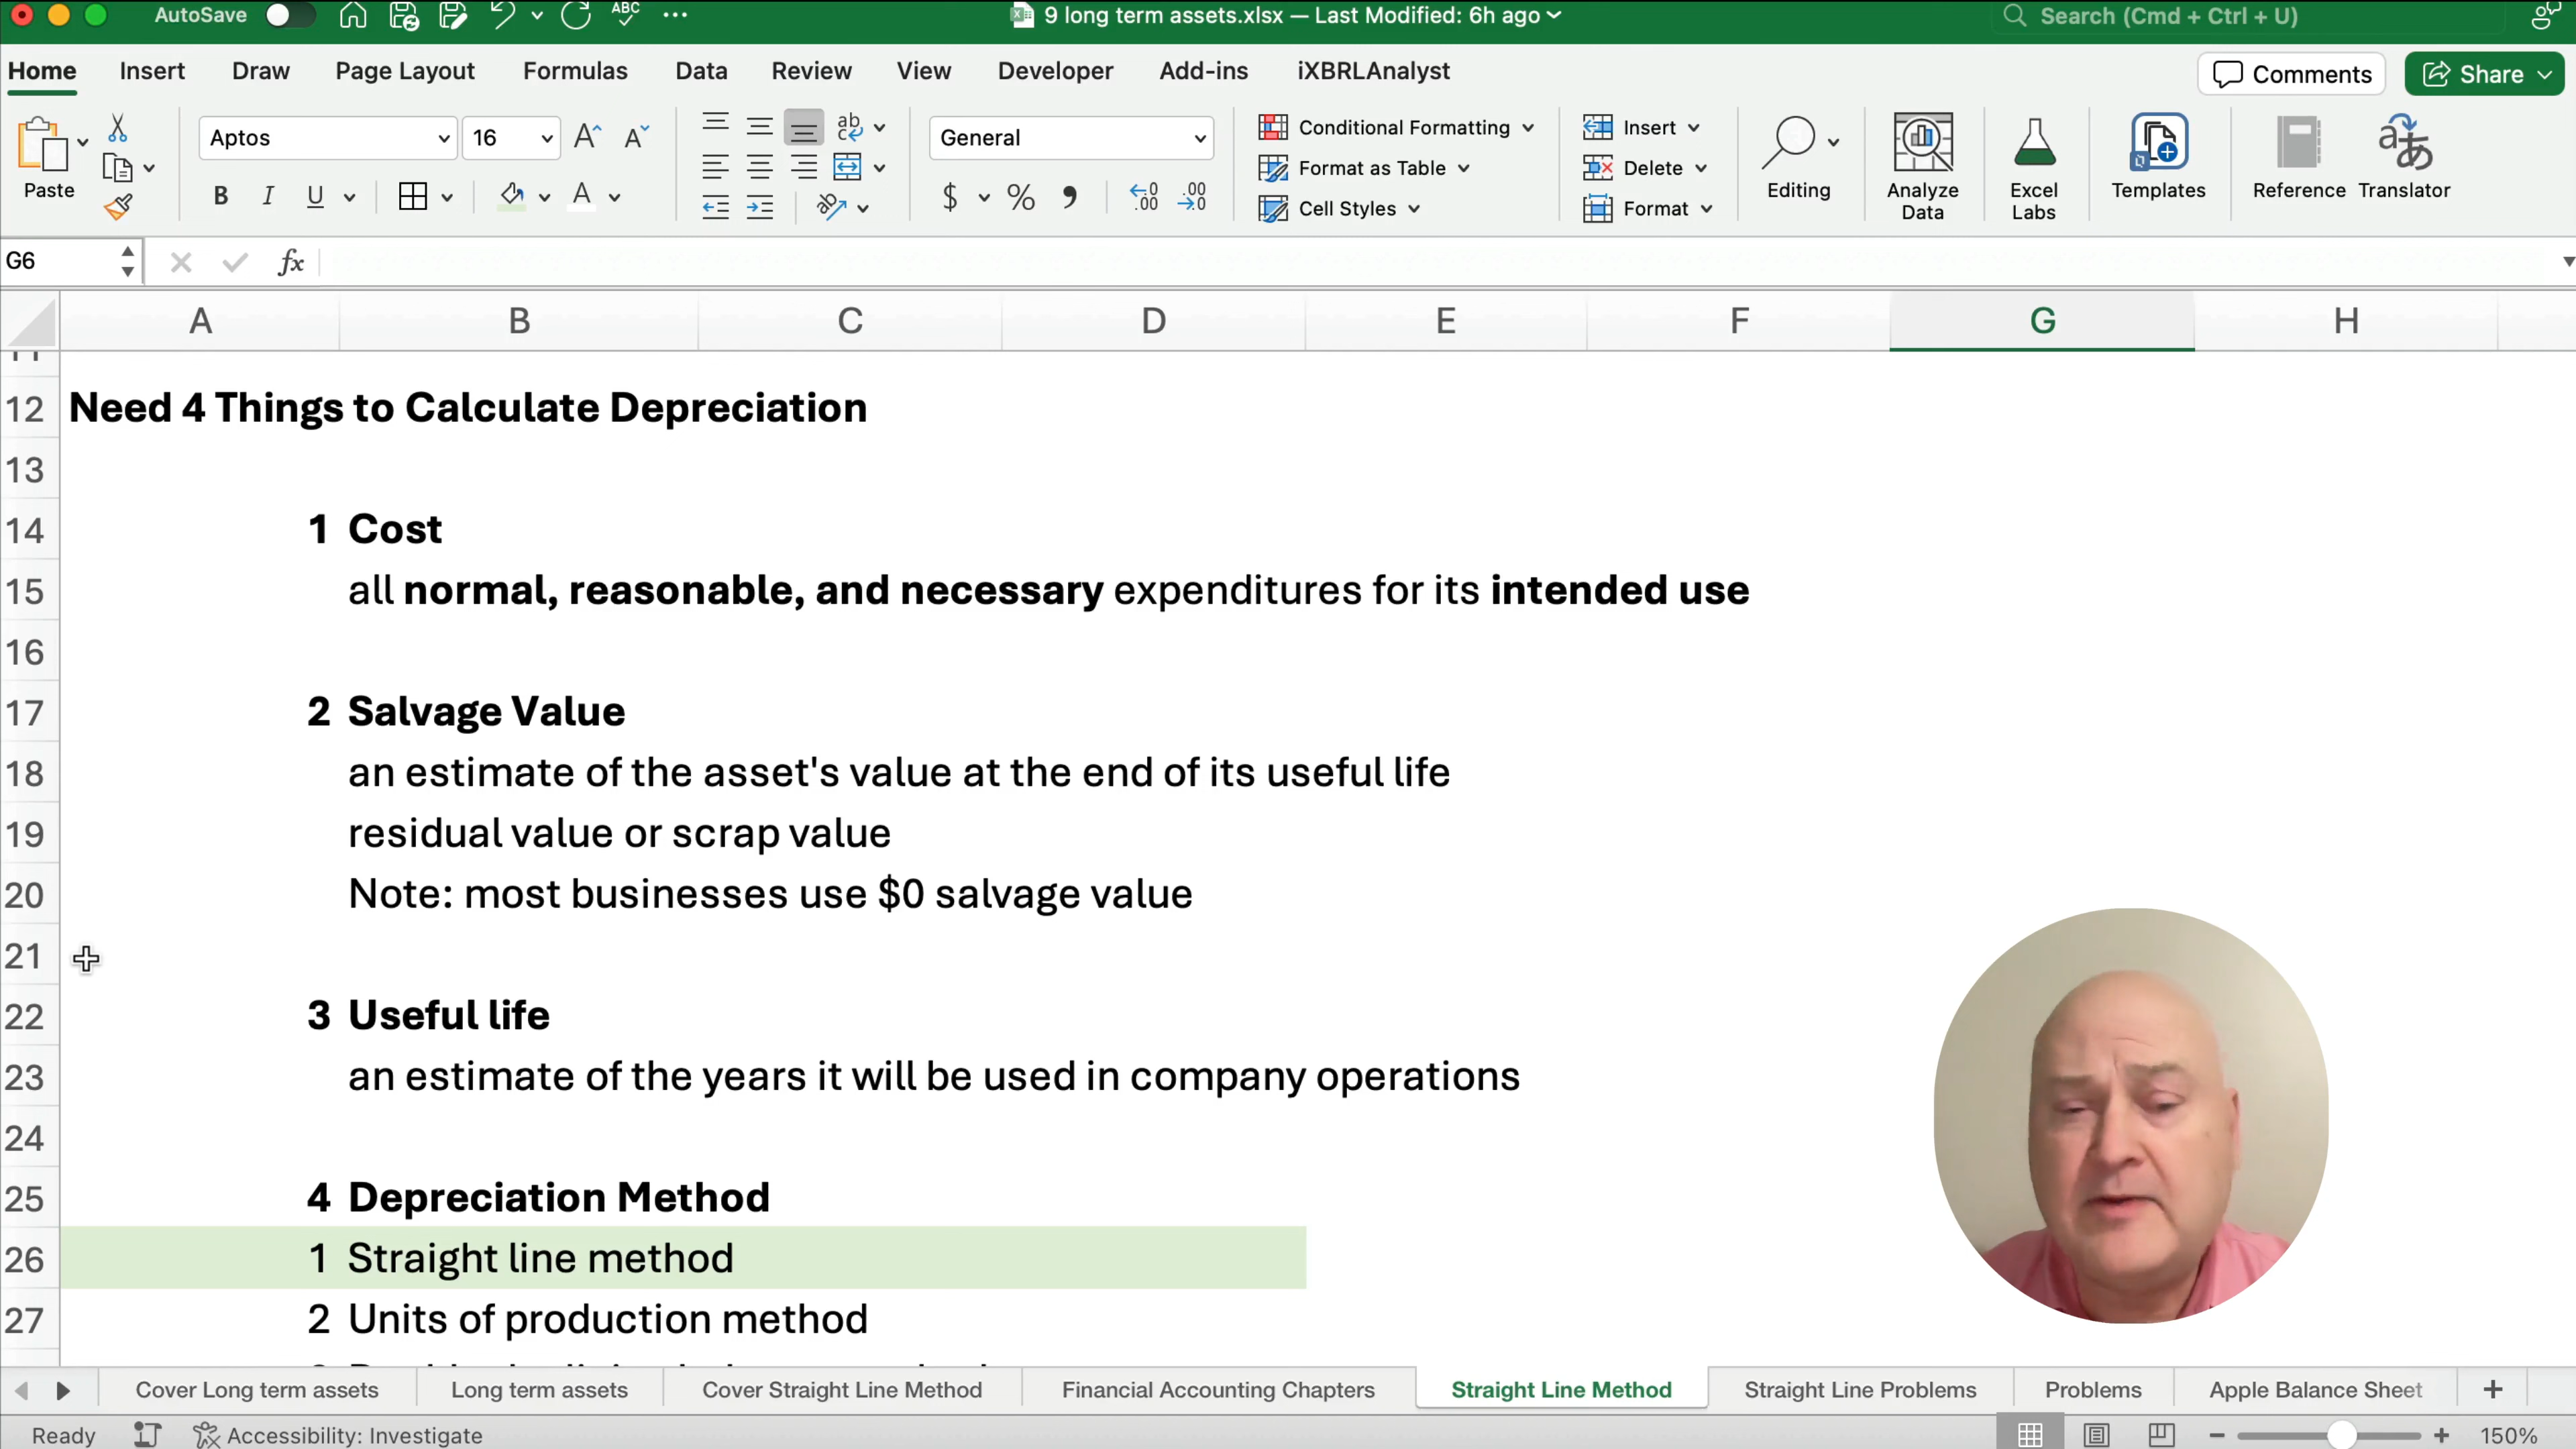 AutoSave
ABC
9 long term assets.xlsx — Last Modified: 6h ago
Search (Cmd + Ctrl + U)
Home Insert Draw Page Layout Formulas Data Review View Developer Add-ins iXBRLAnalyst
Comments
Share
Paste
Aptos
16
B I U
General
Conditional Formatting
Format as Table
Cell Styles
Insert
Delete
Format
Editing
Analyze Data
Excel Labs
Templates
Reference
Translator
G6
fx
A B C D E F G H
12 Need 4 Things to Calculate Depreciation
13
14 1 Cost
15 all normal, reasonable, and necessary expenditures for its intended use
16
17 2 Salvage Value
18 an estimate of the asset's value at the end of its useful life
19 residual value or scrap value
20 Note: most businesses use $0 salvage value
21
22 3 Useful life
23 an estimate of the years it will be used in company operations
24
25 4 Depreciation Method
26 1 Straight line method
27 2 Units of production method
Cover Long term assets Long term assets Cover Straight Line Method Financial Accounting Chapters Straight Line Method Straight Line Problems Problems Apple Balance Sheet
Ready
Accessibility: Investigate
150%